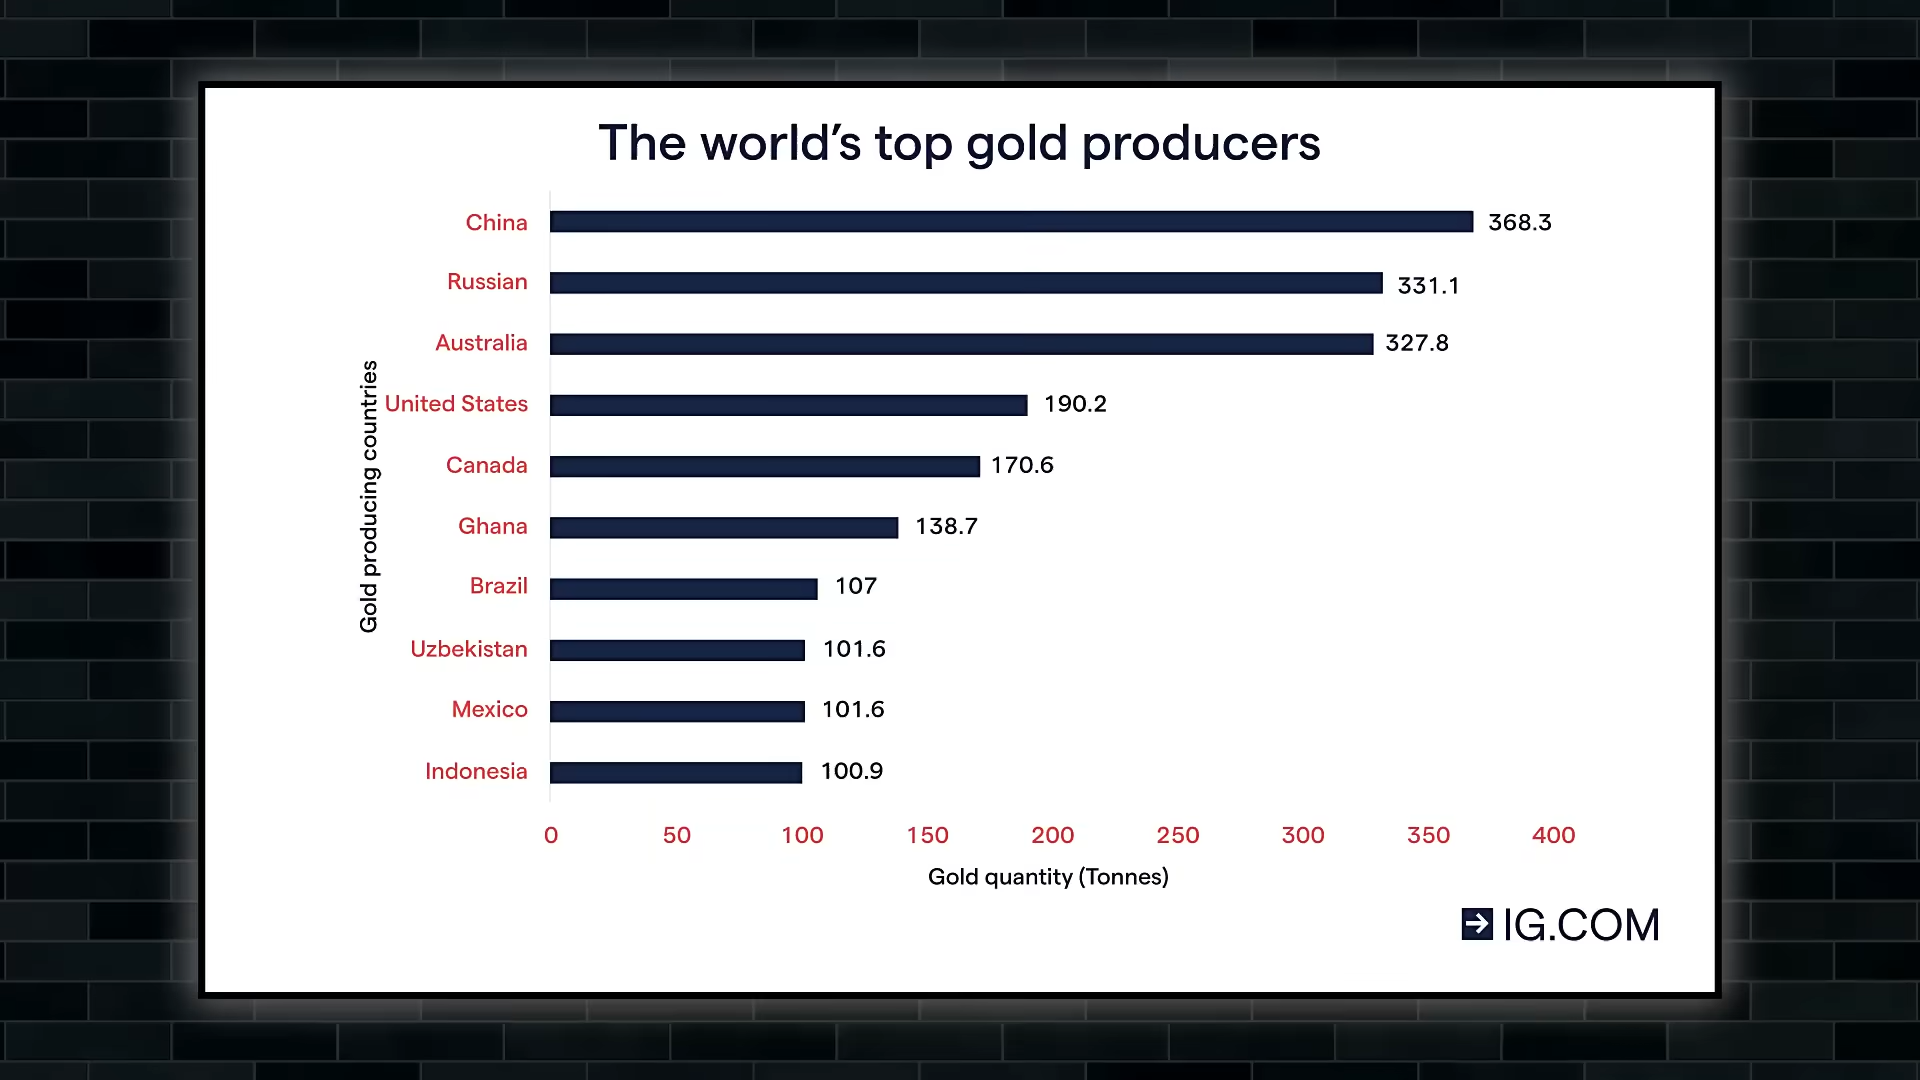 The world’s top gold producers
Gold producing countries
China 368.3
Russian 331.1
Australia 327.8
United States 190.2
Canada 170.6
Ghana 138.7
Brazil 107
Uzbekistan 101.6
Mexico 101.6
Indonesia 100.9
0 50 100 150 200 250 300 350 400
Gold quantity (Tonnes)
IG.COM